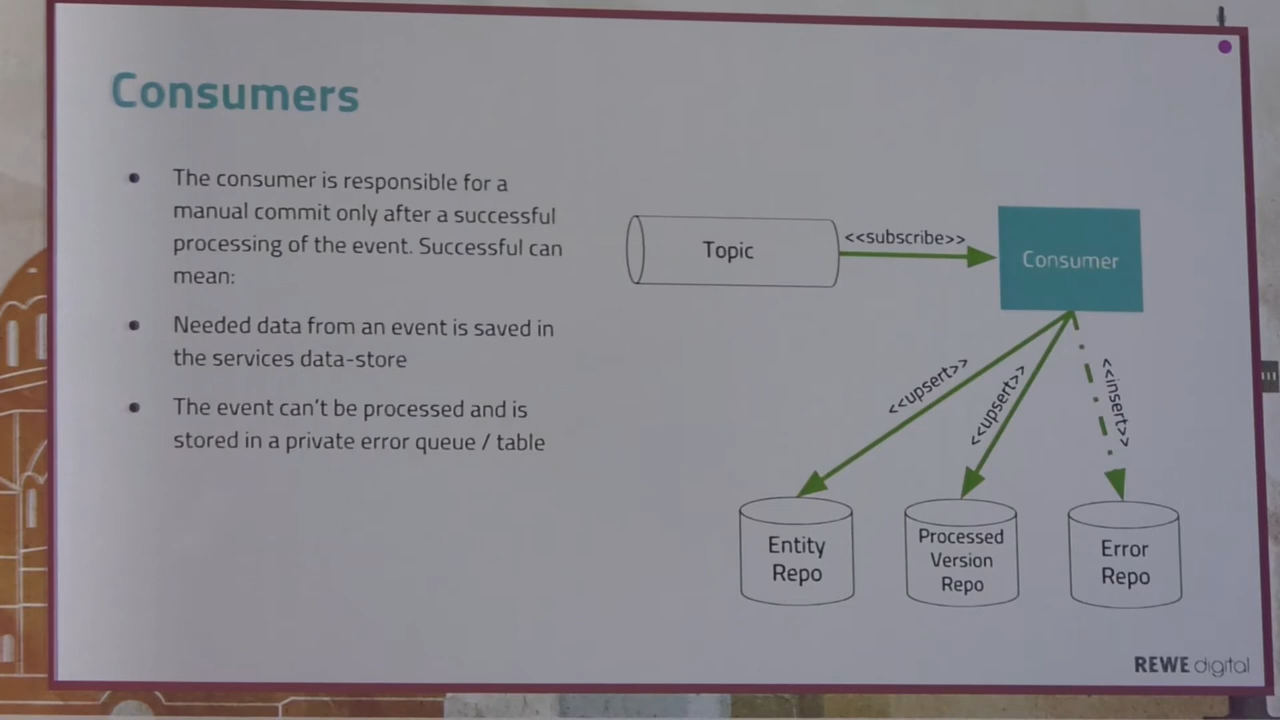 Consumers
• The consumer is responsible for a
manual commit only after a successful
processing of the event. Successful can
mean:
• Needed data from an event is saved in
the services data-store
• The event can't be processed and is
stored in a private error queue / table
Topic
<<subscribe>>
Consumer
<<upsert>>
<<upsert>>
<<insert>>
Entity
Repo
Processed
Version
Repo
Error
Repo
REWE digital